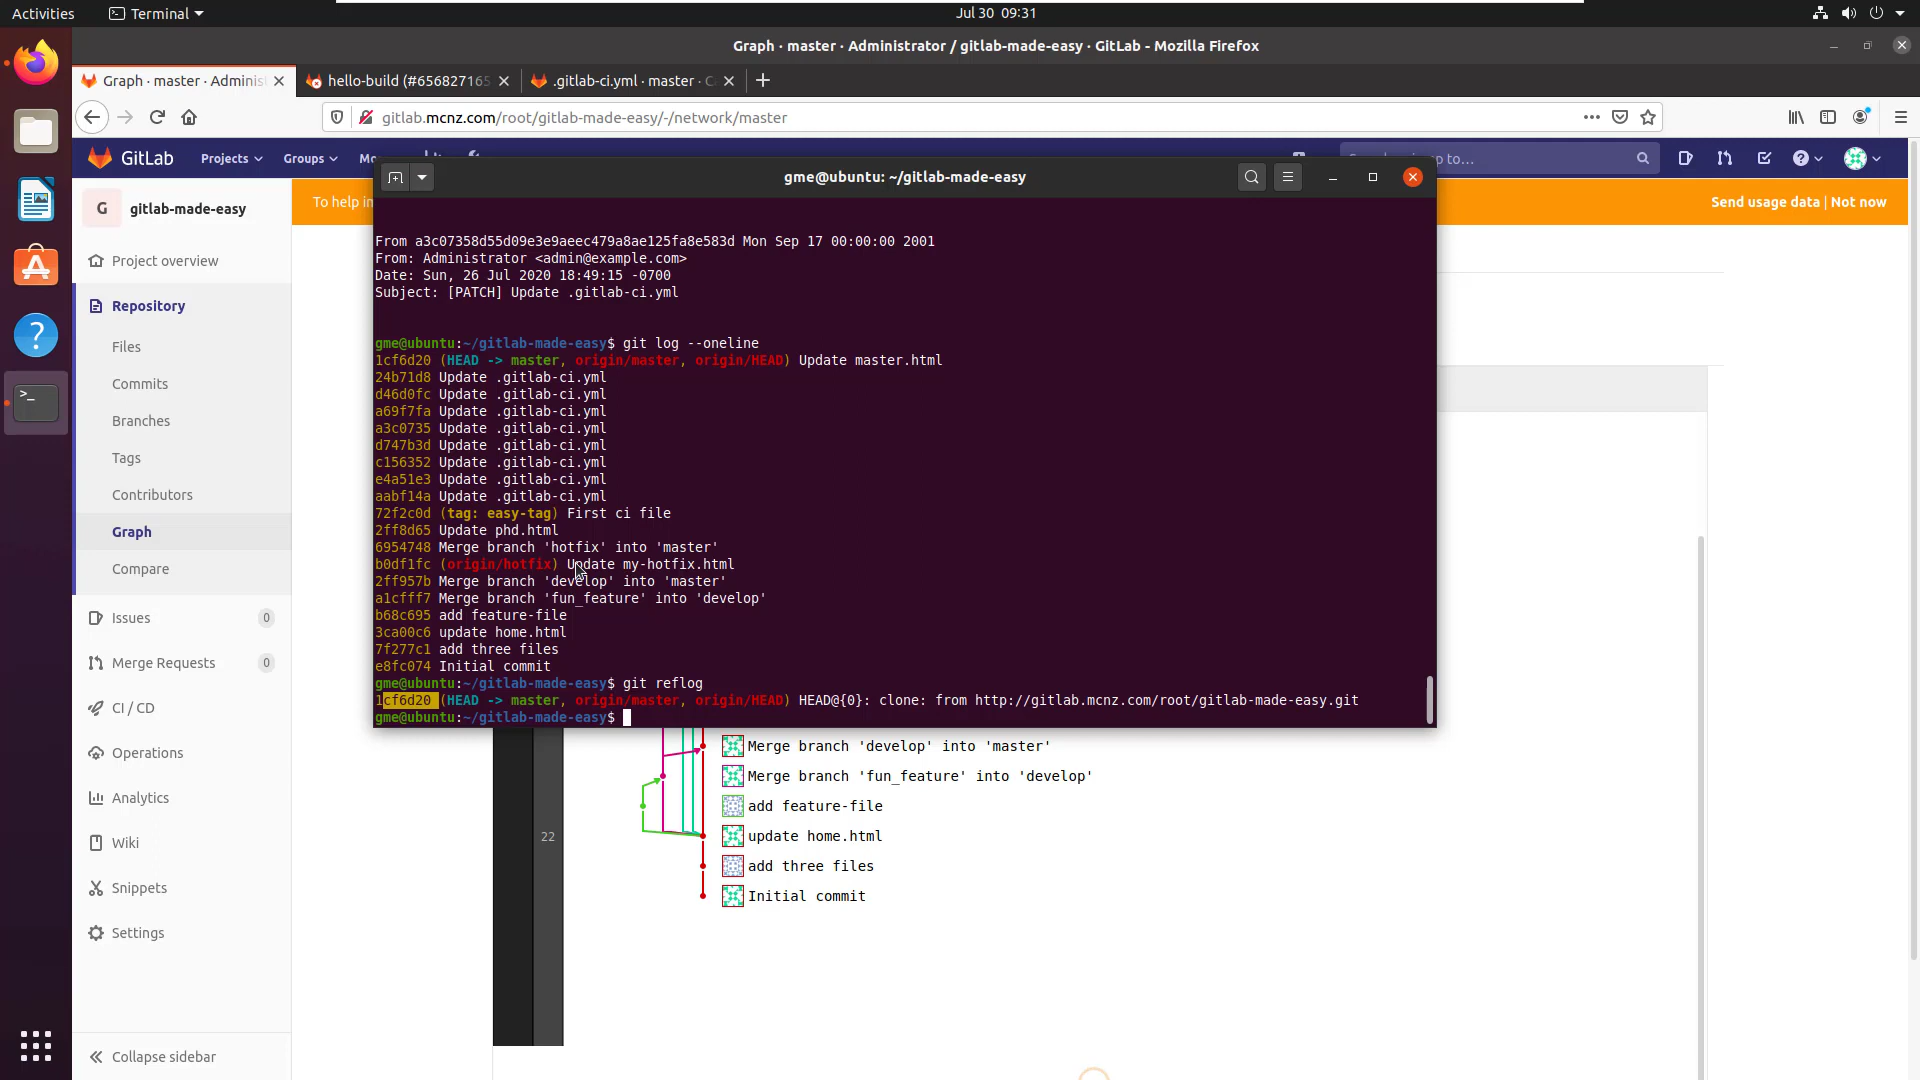 Activities
Terminal
Jul 30 09:31
Graph · master · Administrator / gitlab-made-easy · GitLab - Mozilla Firefox
Graph · master · Adminis
hello-build (#656827165
.gitlab-ci.yml · master · C
gitlab.mcnz.com/root/gitlab-made-easy/-/network/master
GitLab
Projects
Groups
G
gitlab-made-easy
To help in
Send usage data | Not now
Project overview
Repository
Files
Commits
Branches
Tags
Contributors
Graph
Compare
Issues 0
Merge Requests 0
CI / CD
Operations
Analytics
Wiki
Snippets
Settings
Collapse sidebar
gme@ubuntu: ~/gitlab-made-easy
From a3c07358d55d09e3e9aeec479a8ae125fa8e583d Mon Sep 17 00:00:00 2001
From: Administrator <admin@example.com>
Date: Sun, 26 Jul 2020 18:49:15 -0700
Subject: [PATCH] Update .gitlab-ci.yml
gme@ubuntu:~/gitlab-made-easy$ git log --oneline
1cf6d20 (HEAD -> master, origin/master, origin/HEAD) Update master.html
24b71d8 Update .gitlab-ci.yml
d46d0fc Update .gitlab-ci.yml
a69f7fa Update .gitlab-ci.yml
a3c0735 Update .gitlab-ci.yml
d747b3d Update .gitlab-ci.yml
c156352 Update .gitlab-ci.yml
e4a51e3 Update .gitlab-ci.yml
aabf14a Update .gitlab-ci.yml
72f2c0d (tag: easy-tag) First ci file
2ff8d65 Update phd.html
6954748 Merge branch 'hotfix' into 'master'
b0df1fc (origin/hotfix) Update my-hotfix.html
2ff957b Merge branch 'develop' into 'master'
a1cfff7 Merge branch 'fun_feature' into 'develop'
b68c695 add feature-file
3ca00c6 update home.html
7f277c1 add three files
e8fc074 Initial commit
gme@ubuntu:~/gitlab-made-easy$ git reflog
1cf6d20 (HEAD -> master, origin/master, origin/HEAD) HEAD@{0}: clone: from http://gitlab.mcnz.com/root/gitlab-made-easy.git
gme@ubuntu:~/gitlab-made-easy$
Merge branch 'develop' into 'master'
Merge branch 'fun_feature' into 'develop'
add feature-file
22
update home.html
add three files
Initial commit